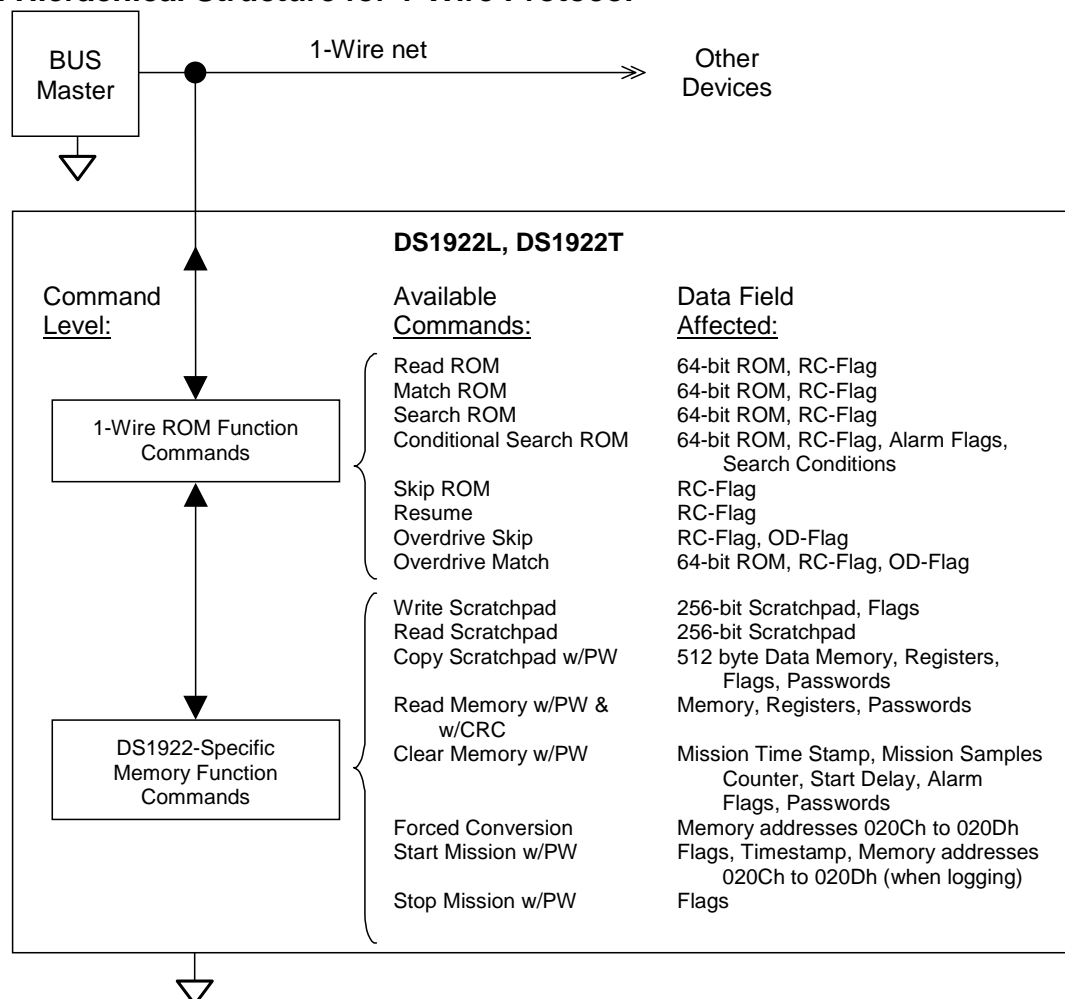 Hierarchical Structure for 1-Wire Protocol
BUS
Master
1-Wire net
Other
Devices
DS1922L, DS1922T
Command
Level:
Available
Commands:
Data Field
Affected:
1-Wire ROM Function
Commands
Read ROM 64-bit ROM, RC-Flag
Match ROM 64-bit ROM, RC-Flag
Search ROM 64-bit ROM, RC-Flag
Conditional Search ROM 64-bit ROM, RC-Flag, Alarm Flags,
Search Conditions
Skip ROM RC-Flag
Resume RC-Flag
Overdrive Skip RC-Flag, OD-Flag
Overdrive Match 64-bit ROM, RC-Flag, OD-Flag
DS1922-Specific
Memory Function
Commands
Write Scratchpad 256-bit Scratchpad, Flags
Read Scratchpad 256-bit Scratchpad
Copy Scratchpad w/PW 512 byte Data Memory, Registers,
Flags, Passwords
Read Memory w/PW & Memory, Registers, Passwords
w/CRC
Clear Memory w/PW Mission Time Stamp, Mission Samples
Counter, Start Delay, Alarm
Flags, Passwords
Forced Conversion Memory addresses 020Ch to 020Dh
Start Mission w/PW Flags, Timestamp, Memory addresses
020Ch to 020Dh (when logging)
Stop Mission w/PW Flags